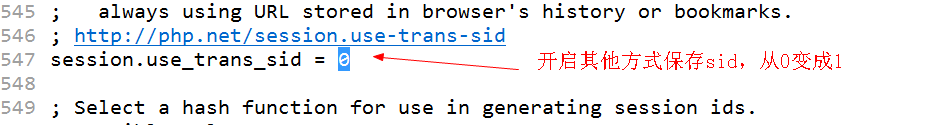 545 ;   always using URL stored in browser's history or bookmarks.
546 ; http://php.net/session.use-trans-sid
547 session.use_trans_sid = 0 开启其他方式保存sid，从0变成1
548
549 ; Select a hash function for use in generating session ids.